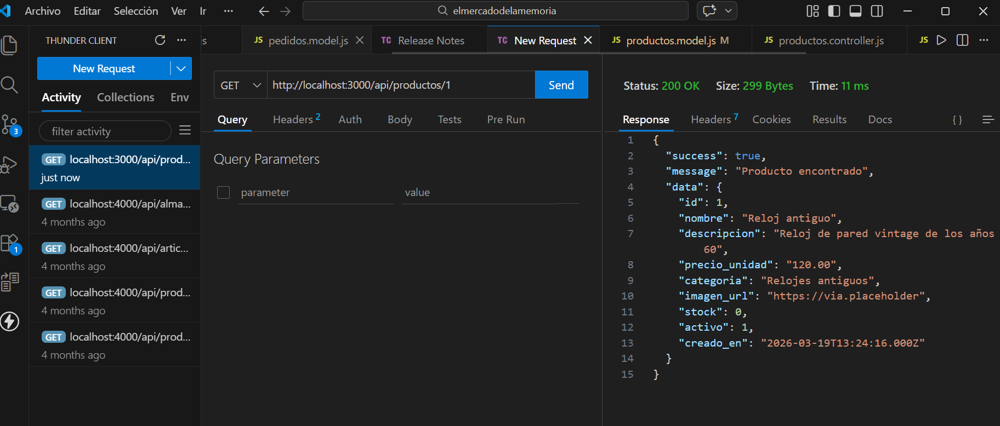 Archivo Editar Selección Ver Ir ··· elmercadodelamemoria
THUNDER CLIENT ···
js JS pedidos.model.js TC Release Notes TC New Request JS productos.model.js M JS productos.controller.js JS ···
New Request
Activity Collections Env
filter activity
GET localhost:3000/api/prod...
just now
GET localhost:4000/api/alma...
4 months ago
GET localhost:4000/api/artic...
4 months ago
GET localhost:4000/api/prod...
4 months ago
GET localhost:4000/api/prod...
4 months ago
3
1
GET http://localhost:3000/api/productos/1 Send
Query Headers 2 Auth Body Tests Pre Run
Query Parameters
parameter value
Status: 200 OK Size: 299 Bytes Time: 11 ms
Response Headers 7 Cookies Results Docs { }
1 {
2 "success": true,
3 "message": "Producto encontrado",
4 "data": {
5 "id": 1,
6 "nombre": "Reloj antiguo",
7 "descripcion": "Reloj de pared vintage de los años
60",
8 "precio_unidad": "120.00",
9 "categoria": "Relojes antiguos",
10 "imagen_url": "https://via.placeholder",
11 "stock": 0,
12 "activo": 1,
13 "creado_en": "2026-03-19T13:24:16.000Z"
14 }
15 }